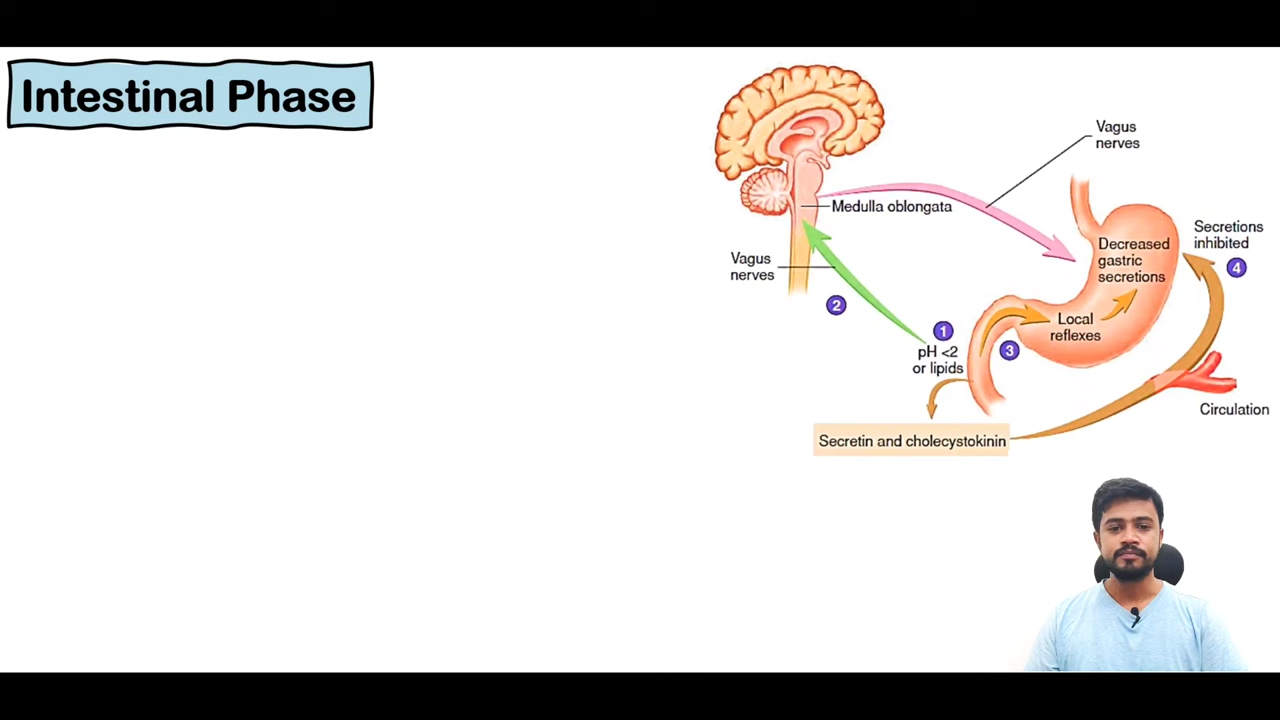 Intestinal Phase
Vagus
nerves
Medulla oblongata
Secretions
inhibited
4
Decreased
gastric
secretions
Vagus
nerves
2
1
Local
reflexes
3
pH <2
or lipids
Circulation
Secretin and cholecystokinin